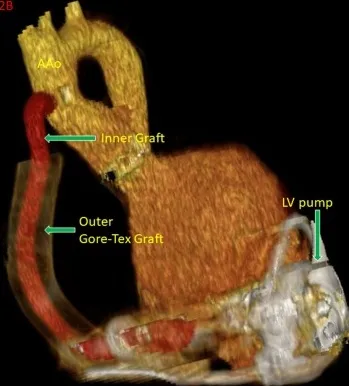 2B
AAo
Inner Graft
LV pump
Outer
Gore-Tex Graft